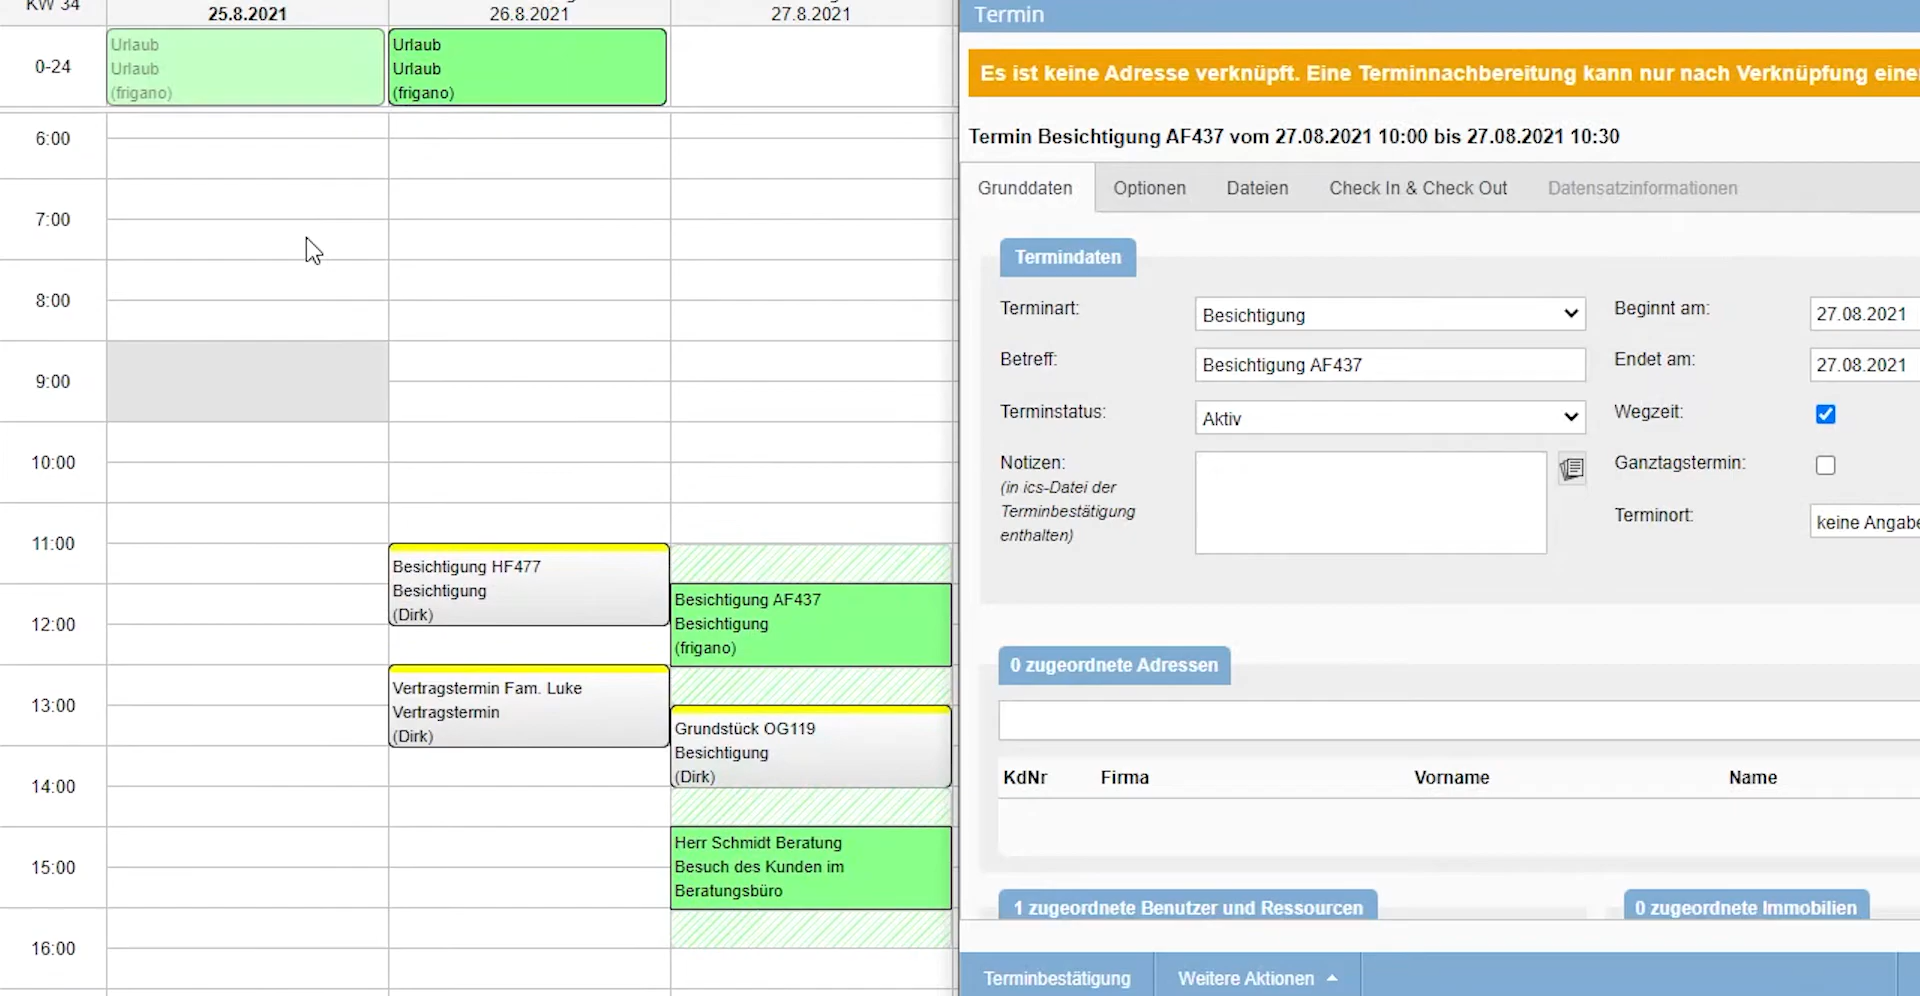 KW 34
25.8.2021
26.8.2021
27.8.2021
0-24
Urlaub
Urlaub
(frigano)
Urlaub
Urlaub
(frigano)
6:00
7:00
8:00
9:00
10:00
11:00
12:00
13:00
14:00
15:00
16:00
Besichtigung HF477
Besichtigung
(Dirk)
Vertragstermin Fam. Luke
Vertragstermin
(Dirk)
Besichtigung AF437
Besichtigung
(frigano)
Grundstück OG119
Besichtigung
(Dirk)
Herr Schmidt Beratung
Besuch des Kunden im
Beratungsbüro
Termin
Es ist keine Adresse verknüpft. Eine Terminnachbereitung kann nur nach Verknüpfung eine
Termin Besichtigung AF437 vom 27.08.2021 10:00 bis 27.08.2021 10:30
Grunddaten
Optionen
Dateien
Check In & Check Out
Datensatzinformationen
Termindaten
Terminart:
Besichtigung
Beginnt am:
27.08.2021
Betreff:
Besichtigung AF437
Endet am:
27.08.2021
Terminstatus:
Aktiv
Wegzeit:
Notizen:
(in ics-Datei der
Terminbestätigung
enthalten)
Ganztagstermin:
Terminort:
keine Angabe
0 zugeordnete Adressen
KdNr
Firma
Vorname
Name
1 zugeordnete Benutzer und Ressourcen
0 zugeordnete Immobilien
Terminbestätigung
Weitere Aktionen